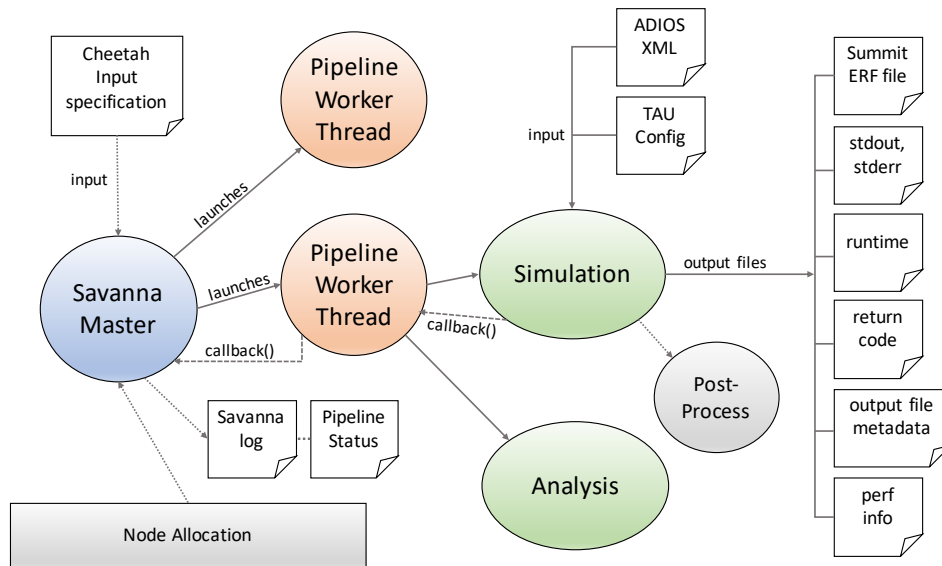 Cheetah
Input
specification
input
launches
Pipeline
Worker
Thread
ADIOS
XML
TAU
Config
input
Savanna
Master
launches
callback()
Pipeline
Worker
Thread
callback()
Simulation
output files
Summit
ERF file
stdout,
stderr
runtime
return
code
output file
metadata
perf
info
Post-
Process
Analysis
Savanna
log
Pipeline
Status
Node Allocation